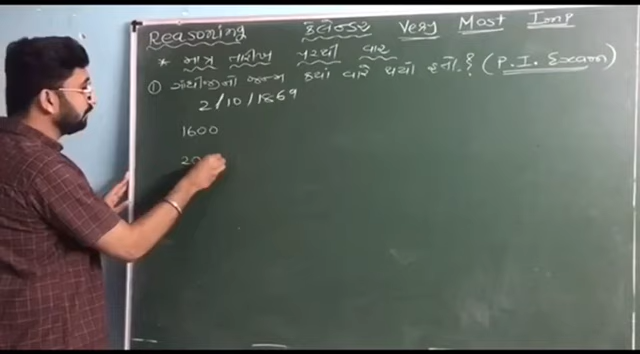 Reasoning કેલેન્ડર Very Most Imp
* માત્ર તારીખ પરથી વાર
① ગાંધીજીનો જન્મ કયાં વારે થયો હતો.? (P.I. Exam)
2/10/1869
1600
20